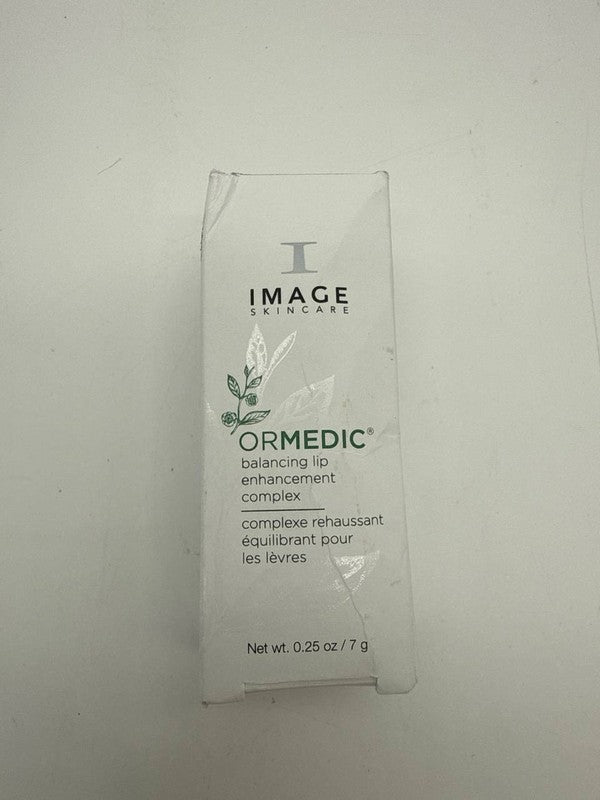 I
IMAGE
SKINCARE
ORMEDIC®
balancing lip
enhancement
complex
complexe rehaussant
équilibrant pour
les lèvres
Net wt. 0.25 oz / 7 g